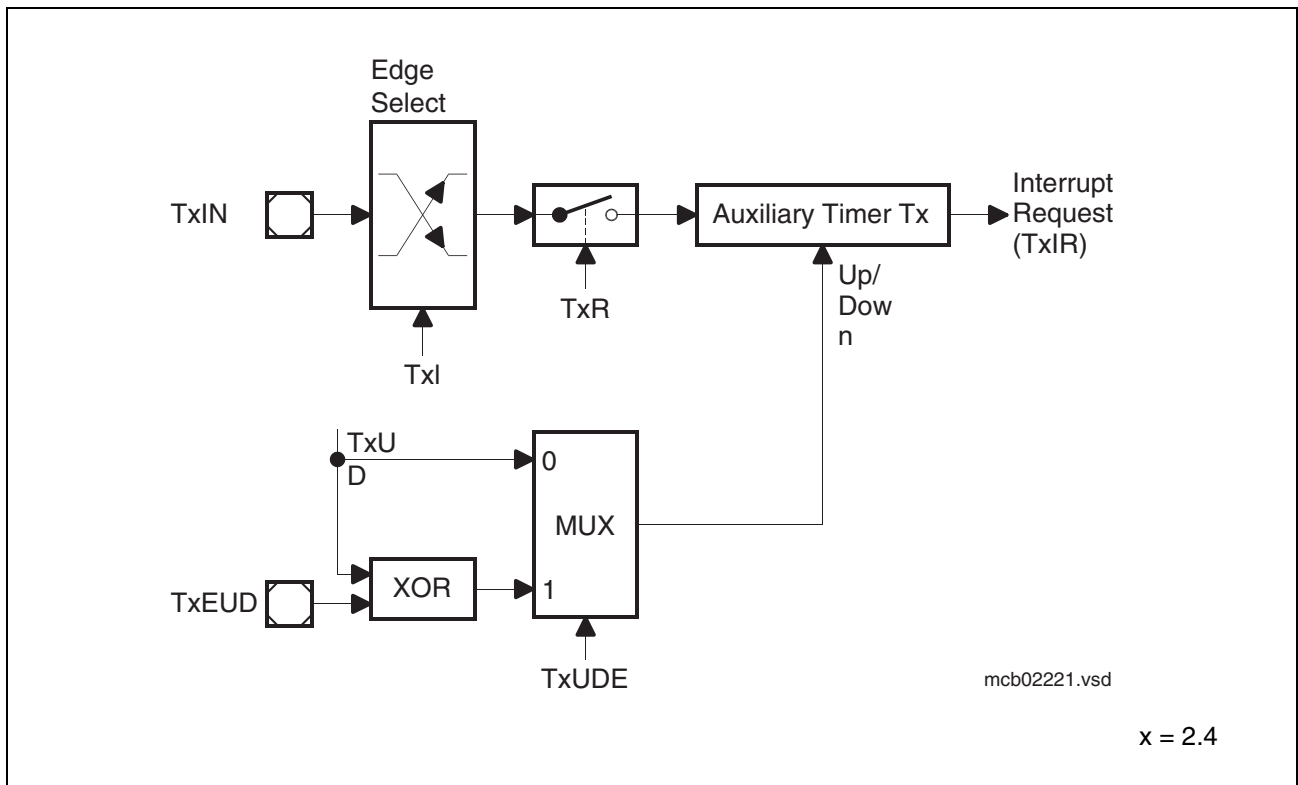 Edge
Select
TxIN
Auxiliary Timer Tx
Interrupt
Request
(TxIR)
Up/
Dow
n
TxR
TxI
TxU
D
0
MUX
XOR
1
TxEUD
TxUDE
mcb02221.vsd
x = 2.4